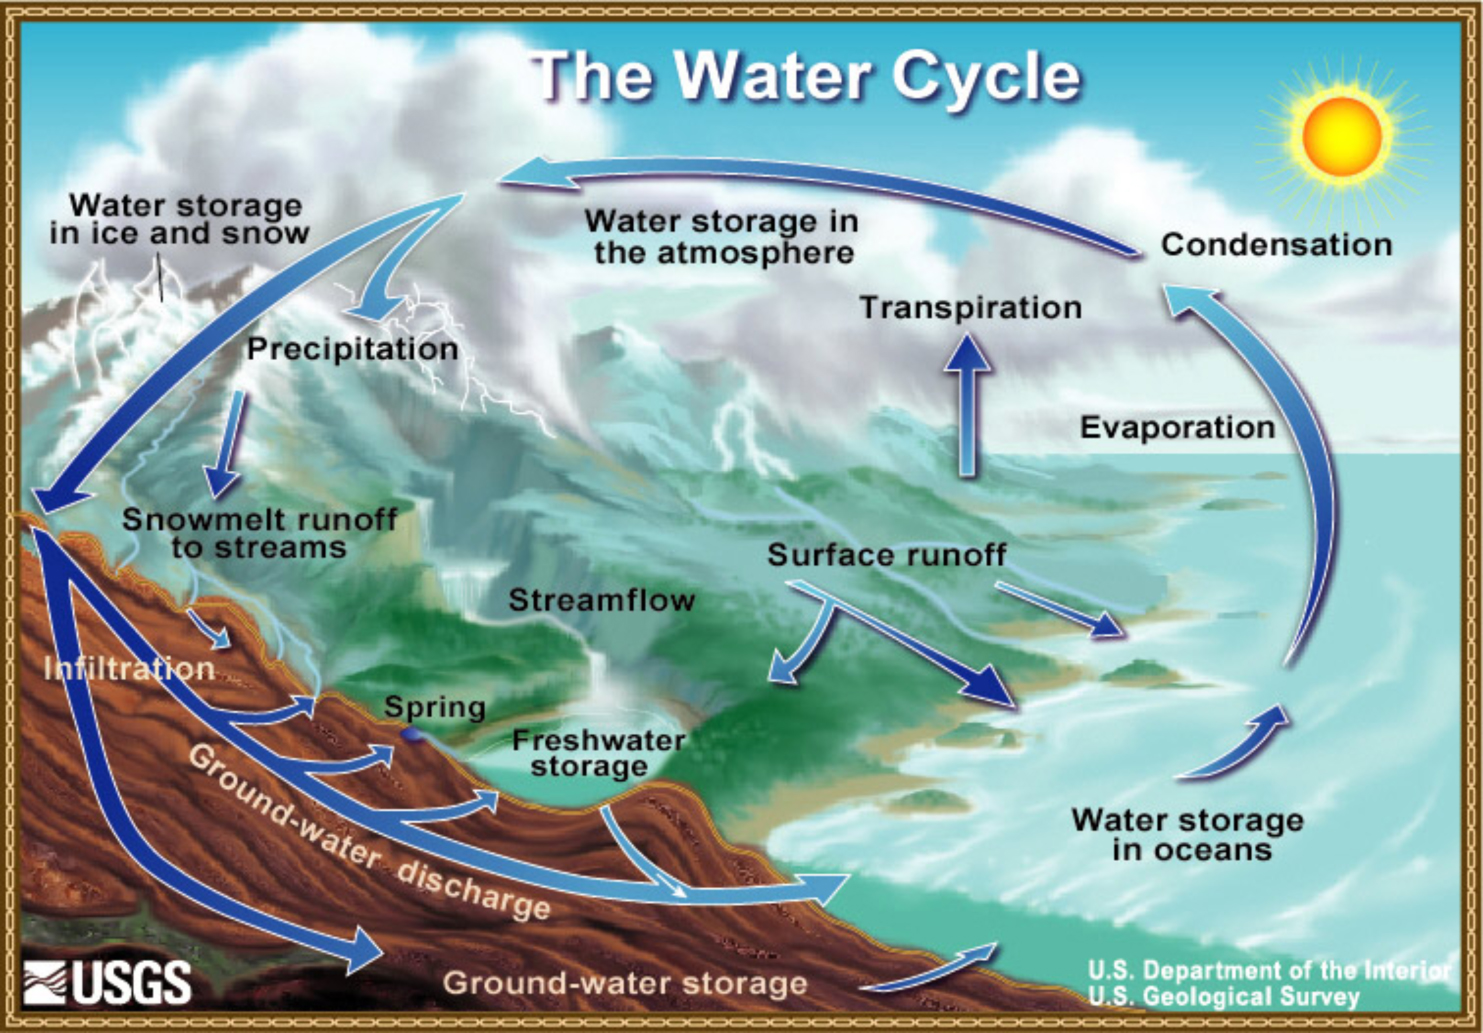 The Water Cycle
Water storage
in ice and snow
Water storage in
the atmosphere
Condensation
Transpiration
Precipitation
Evaporation
Snowmelt runoff
to streams
Surface runoff
Streamflow
Infiltration
Spring
Freshwater
storage
Ground-water discharge
Water storage
in oceans
Ground-water storage
USGS
U.S. Department of the Interior
U.S. Geological Survey